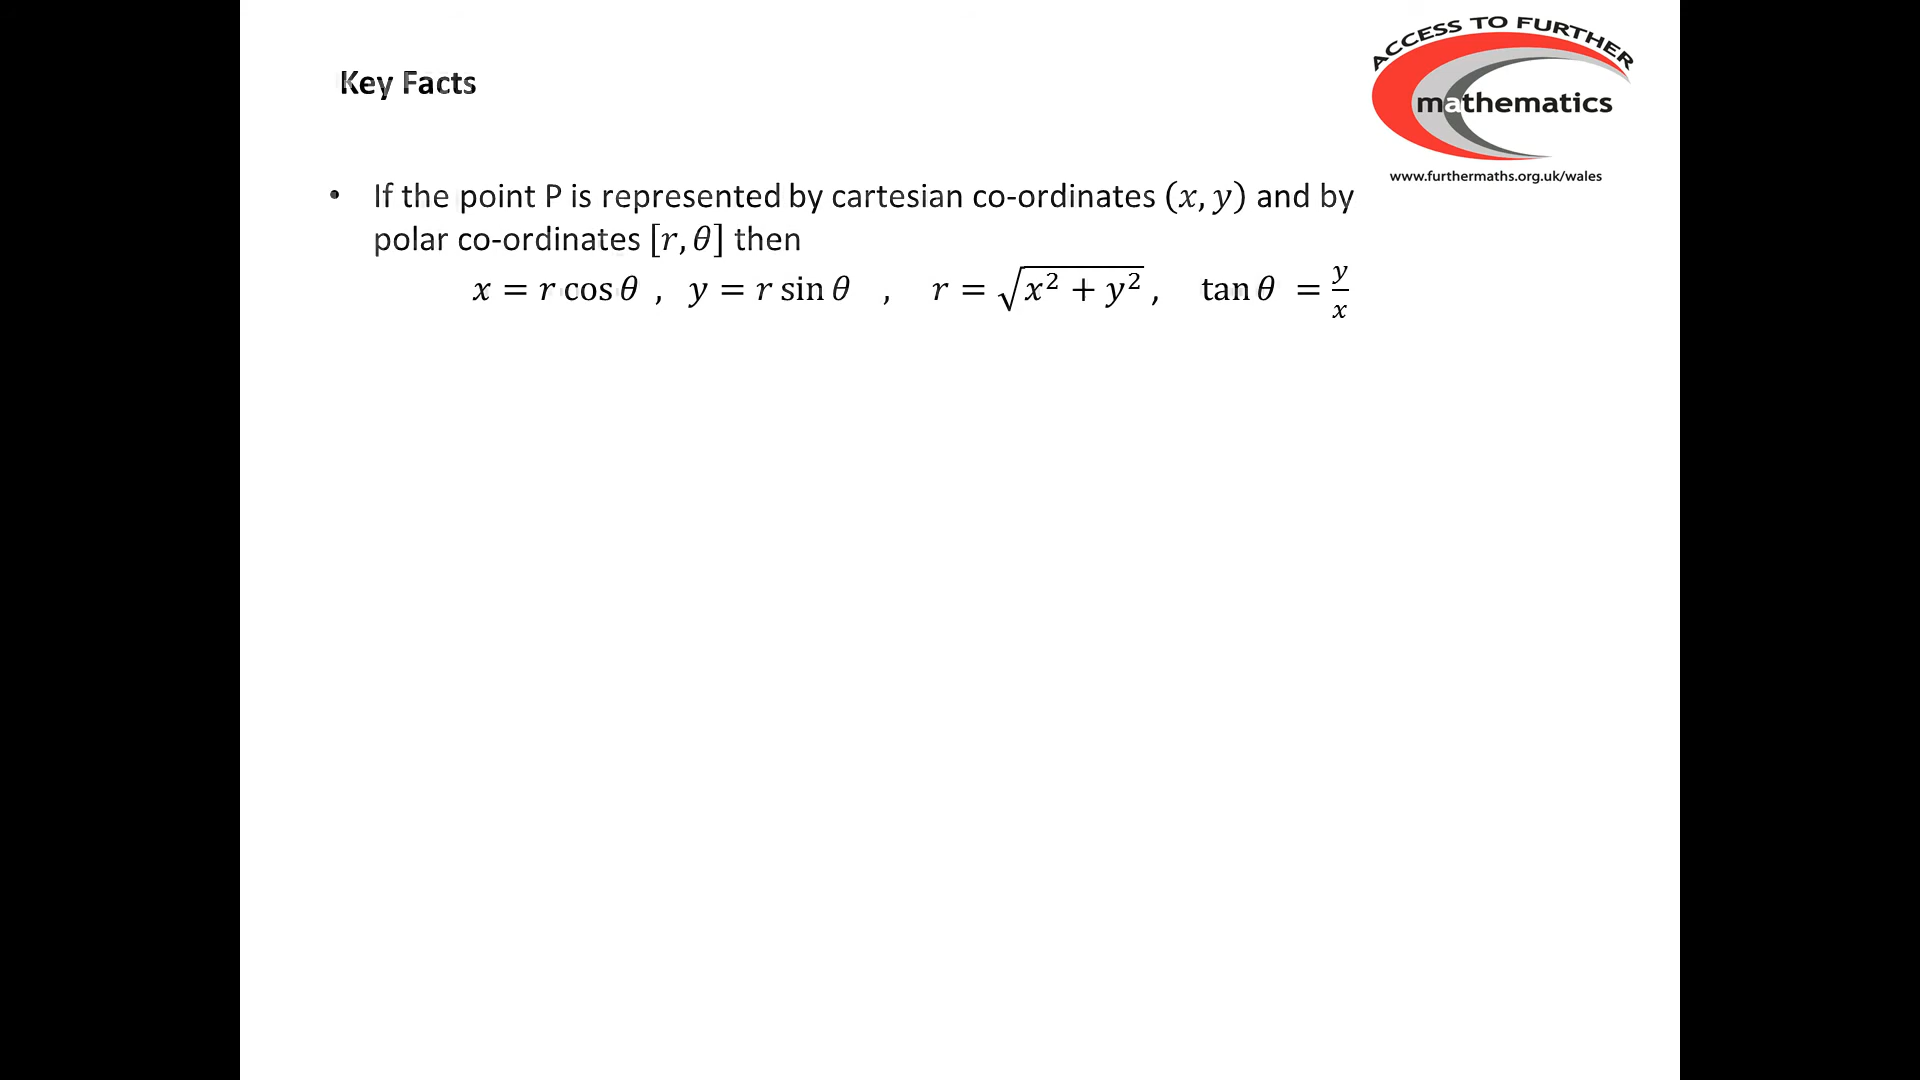 ACCESS TO FURTHER
mathematics
www.furthermaths.org.uk/wales
Key Facts
• If the point P is represented by cartesian co-ordinates (x, y) and by
polar co-ordinates [r, θ] then
x = r cos θ , y = r sin θ , r = √(x² + y²) , tan θ = y/x